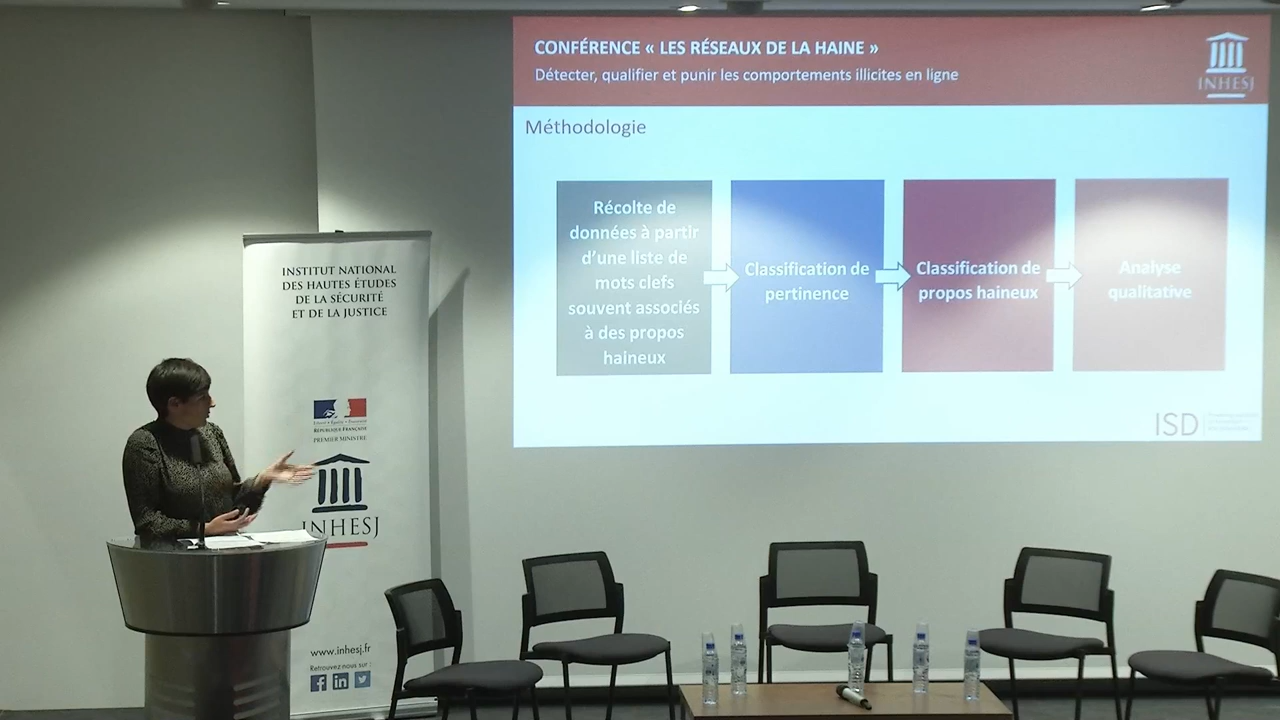 CONFÉRENCE « LES RÉSEAUX DE LA HAINE »
Détecter, qualifier et punir les comportements illicites en ligne
INHESJ
Méthodologie
Récolte de
données à partir
d'une liste de
mots clefs
souvent associés
à des propos
haineux
Classification de
pertinence
Classification de
propos haineux
Analyse
qualitative
ISD
INSTITUT NATIONAL
DES HAUTES ÉTUDES
DE LA SÉCURITÉ
ET DE LA JUSTICE
RÉPUBLIQUE FRANÇAISE
PREMIER MINISTRE
INHESJ
www.inhesj.fr
Retrouvez nous sur :